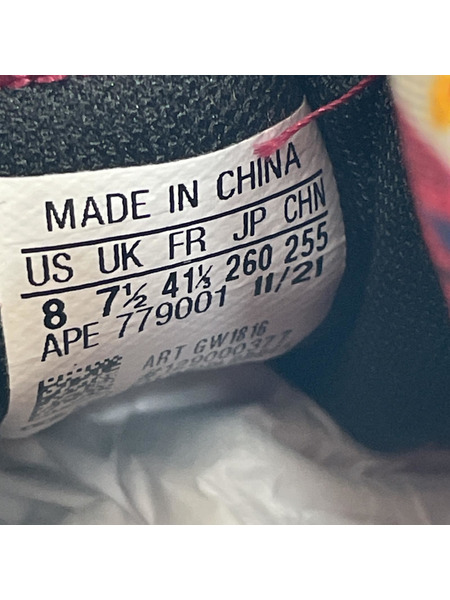 MADE IN CHINA
US UK FR JP CHN
8 7½ 41⅓ 260 255
APE 779001 11/21
ART GW1816